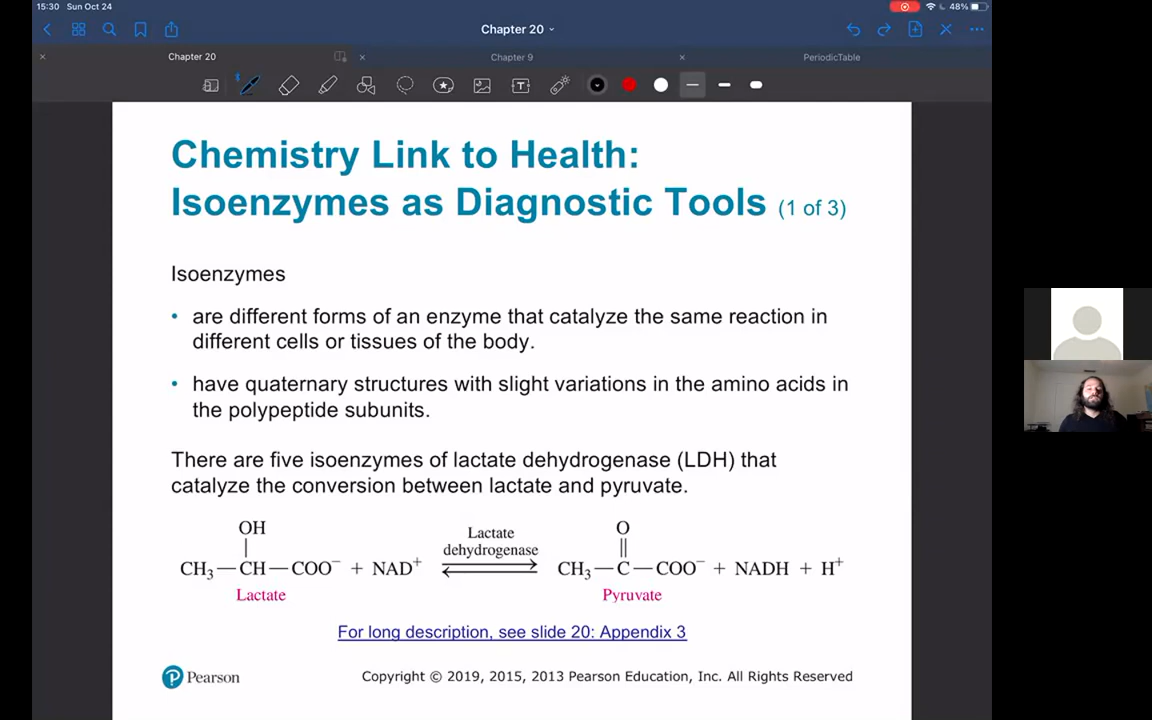 15:30 Sun Oct 24
48%
Chapter 20
Chapter 20
Chapter 9
PeriodicTable
Chemistry Link to Health:
Isoenzymes as Diagnostic Tools (1 of 3)
Isoenzymes
• are different forms of an enzyme that catalyze the same reaction in
different cells or tissues of the body.
• have quaternary structures with slight variations in the amino acids in
the polypeptide subunits.
There are five isoenzymes of lactate dehydrogenase (LDH) that
catalyze the conversion between lactate and pyruvate.
OH
O
Lactate
dehydrogenase
CH₃—CH—COO⁻ + NAD⁺ ⇌ CH₃—C—COO⁻ + NADH + H⁺
Lactate
Pyruvate
For long description, see slide 20: Appendix 3
Pearson
Copyright © 2019, 2015, 2013 Pearson Education, Inc. All Rights Reserved